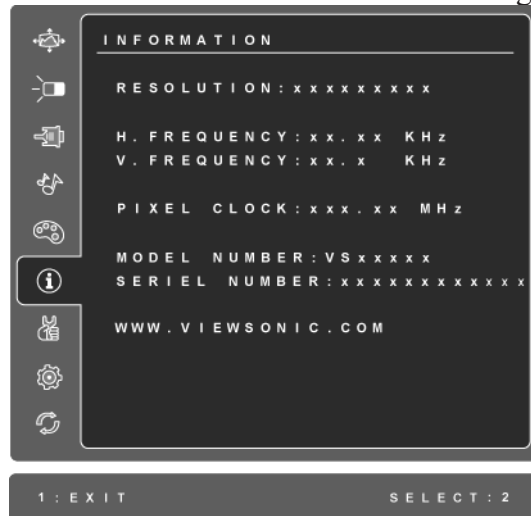 INFORMATION
RESOLUTION:xxxxxxxxx
H. FREQUENCY:xx.xx KHz
V. FREQUENCY:xx.x KHz
PIXEL CLOCK:xxx.xx MHz
MODEL NUMBER:VSxxxxx
SERIEL NUMBER:xxxxxxxxxxxx
WWW.VIEWSONIC.COM
1:EXIT SELECT:2